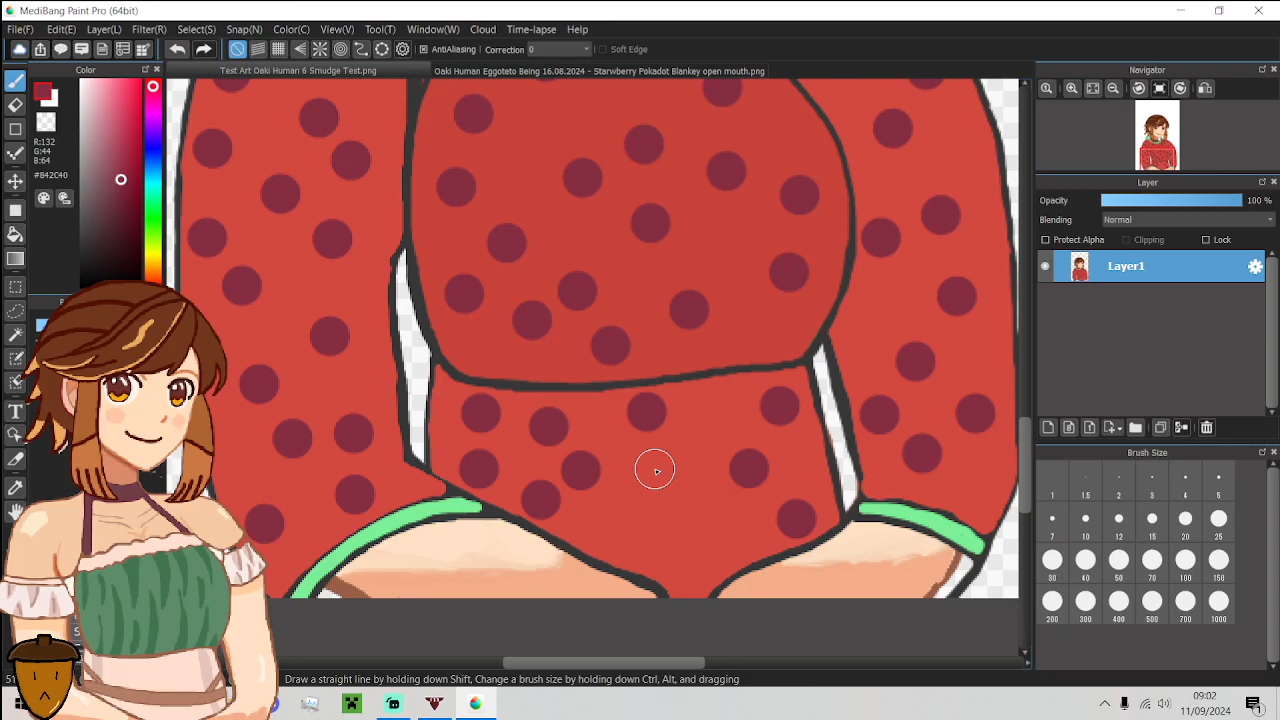 MediBang Paint Pro (64bit)
File(F) Edit(E) Layer(L) Filter(R) Select(S) Snap(N) Color(C) View(V) Tool(T) Window(W) Cloud Time-lapse Help
AntiAliasing Correction 0 Soft Edge
Color
Test Art Oaki Human 6 Smudge Test.png
Oaki Human Eggoteto Being 16.08.2024 - Starwberry Pokadot Blankey open mouth.png
Navigator
R:132
G:44
B:64
#842C40
Layer
Opacity 100 %
Blending Normal
Protect Alpha Clipping Lock
Layer1
Brush Size
1 1.5 2 3 4 5
7 10 12 15 20 25
30 40 50 70 100 150
200 300 400 500 700 1000
T
Draw a straight line by holding down Shift, Change a brush size by holding down Ctrl, Alt, and dragging
09:02
11/09/2024
1